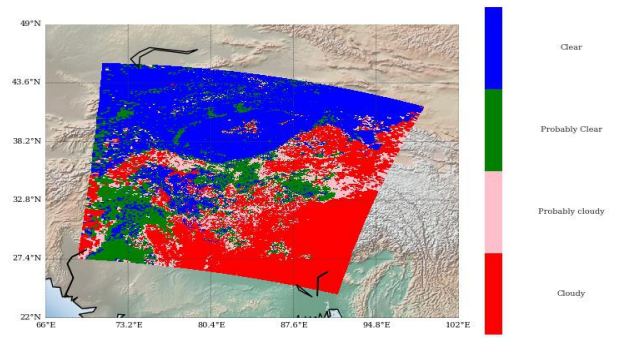 49°N
43.6°N
38.2°N
32.8°N
27.4°N
22°N
66°E
73.2°E
80.4°E
87.6°E
94.8°E
102°E
Clear
Probably Clear
Probably cloudy
Cloudy